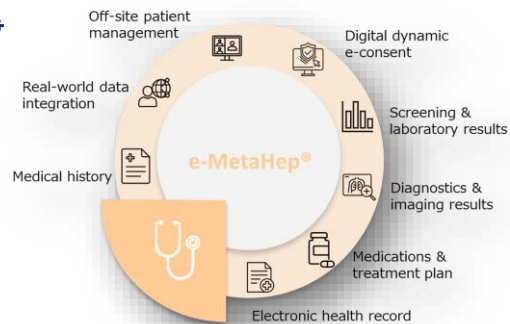 Off-site patient
management
Digital dynamic
e-consent
Real-world data
integration
Screening &
laboratory results
e-MetaHep®
Medical history
Diagnostics &
imaging results
Medications &
treatment plan
Electronic health record